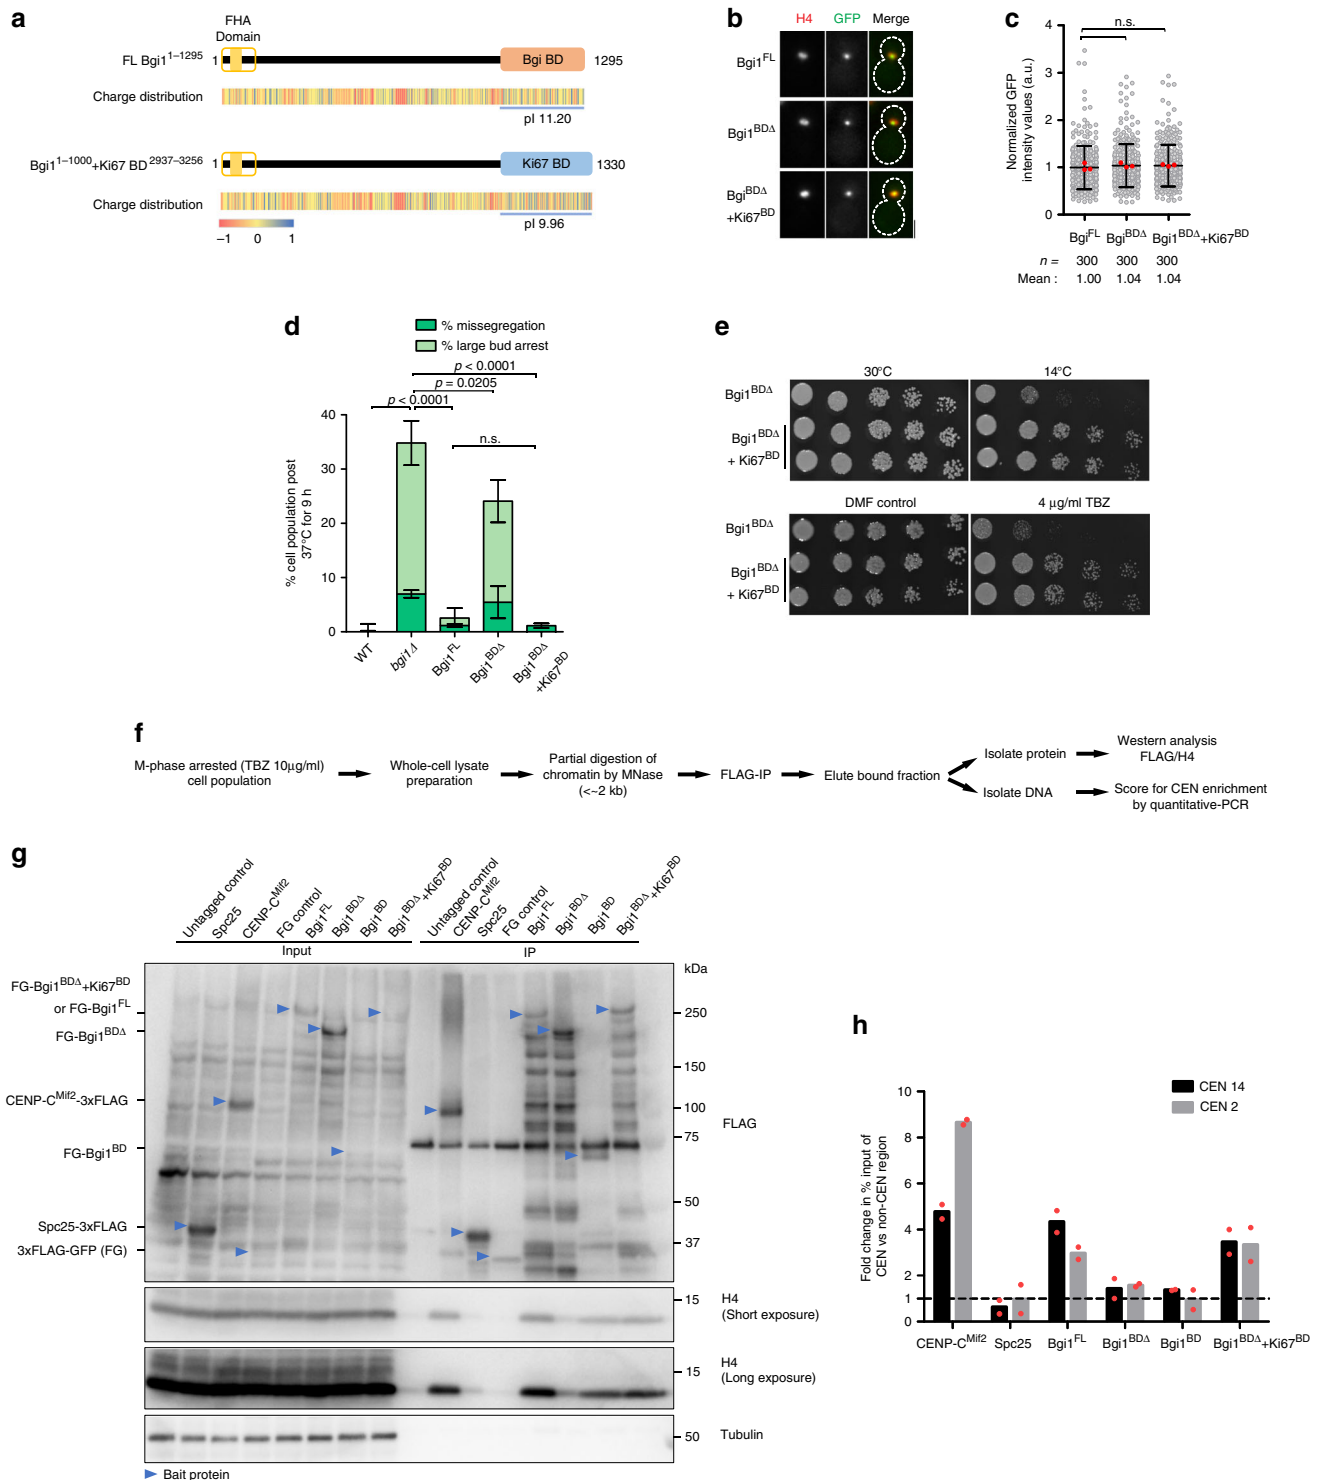 a
FHA
Domain
FL Bgi1^1–1295
1
Bgi BD
1295
Charge distribution
pI 11.20
Bgi1^1–1000+Ki67 BD^2937–3256
1
Ki67 BD
1330
Charge distribution
pI 9.96
–1 0 1
b
H4 GFP Merge
Bgi1^FL
Bgi1^BDΔ
Bgi^BDΔ
+Ki67^BD
c
n.s.
Normalized GFP
intensity values (a.u.)
4
3
2
1
0
Bgi^FL Bgi^BDΔ Bgi1^BDΔ+Ki67^BD
n = 300 300 300
Mean : 1.00 1.04 1.04
d
% missegregation
% large bud arrest
p < 0.0001
p = 0.0205
p < 0.0001
n.s.
% cell population post
37°C for 9 h
40
30
20
10
0
WT
bgi1Δ
Bgi1^FL
Bgi1^BDΔ
Bgi1^BDΔ
+Ki67^BD
e
30°C 14°C
Bgi1^BDΔ
Bgi1^BDΔ
+ Ki67^BD
DMF control 4 μg/ml TBZ
Bgi1^BDΔ
Bgi1^BDΔ
+ Ki67^BD
f
M-phase arrested (TBZ 10μg/ml)
cell population
Whole-cell lysate
preparation
Partial digestion of
chromatin by MNase
(<~2 kb)
FLAG-IP
Elute bound fraction
Isolate protein
Western analysis
FLAG/H4
Isolate DNA
Score for CEN enrichment
by quantitative-PCR
g
Untagged control
Spc25
CENP-C^Mif2
FG control
Bgi1^FL
Bgi1^BDΔ
Bgi1^BD
Bgi1^BDΔ+Ki67^BD
Untagged control
CENP-C^Mif2
Spc25
FG control
Bgi1^FL
Bgi1^BDΔ
Bgi1^BD
Bgi1^BDΔ+Ki67^BD
Input IP
kDa
FG-Bgi1^BDΔ+Ki67^BD
or FG-Bgi1^FL
FG-Bgi1^BDΔ
CENP-C^Mif2-3xFLAG
FG-Bgi1^BD
Spc25-3xFLAG
3xFLAG-GFP (FG)
250
150
100
75
50
37
FLAG
15
H4
(Short exposure)
15
H4
(Long exposure)
50
Tubulin
Bait protein
h
CEN 14
CEN 2
Fold change in % input of
CEN vs non-CEN region
10
8
6
4
2
1
0
CENP-C^Mif2 Spc25 Bgi1^FL Bgi1^BDΔ Bgi1^BD Bgi1^BDΔ+Ki67^BD